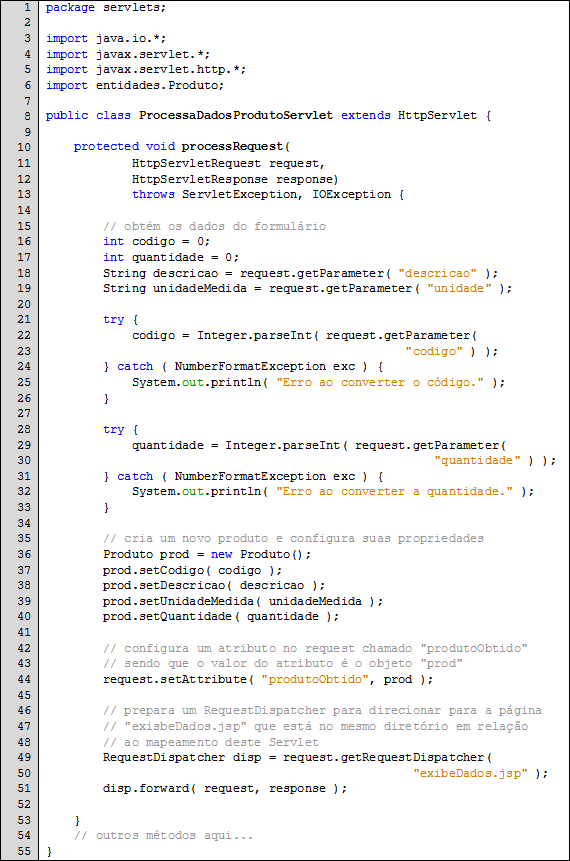 1 package servlets;
2
3 import java.io.*;
4 import javax.servlet.*;
5 import javax.servlet.http.*;
6 import entidades.Produto;
7
8 public class ProcessaDadosProdutoServlet extends HttpServlet {
9
10     protected void processRequest(
11             HttpServletRequest request,
12             HttpServletResponse response)
13             throws ServletException, IOException {
14
15         // obtém os dados do formulário
16         int codigo = 0;
17         int quantidade = 0;
18         String descricao = request.getParameter( "descricao" );
19         String unidadeMedida = request.getParameter( "unidade" );
20
21         try {
22             codigo = Integer.parseInt( request.getParameter(
23                                                   "codigo" ) );
24         } catch ( NumberFormatException exc ) {
25             System.out.println( "Erro ao converter o código." );
26         }
27
28         try {
29             quantidade = Integer.parseInt( request.getParameter(
30                                                       "quantidade" ) );
31         } catch ( NumberFormatException exc ) {
32             System.out.println( "Erro ao converter a quantidade." );
33         }
34
35         // cria um novo produto e configura suas propriedades
36         Produto prod = new Produto();
37         prod.setCodigo( codigo );
38         prod.setDescricao( descricao );
39         prod.setUnidadeMedida( unidadeMedida );
40         prod.setQuantidade( quantidade );
41
42         // configura um atributo no request chamado "produtoObtido"
43         // sendo que o valor do atributo é o objeto "prod"
44         request.setAttribute( "produtoObtido", prod );
45
46         // prepara um RequestDispatcher para direcionar para a página
47         // "exisbeDados.jsp" que está no mesmo diretório em relação
48         // ao mapeamento deste Servlet
49         RequestDispatcher disp = request.getRequestDispatcher(
50                                                    "exibeDados.jsp" );
51         disp.forward( request, response );
52
53     }
54     // outros métodos aqui...
55 }